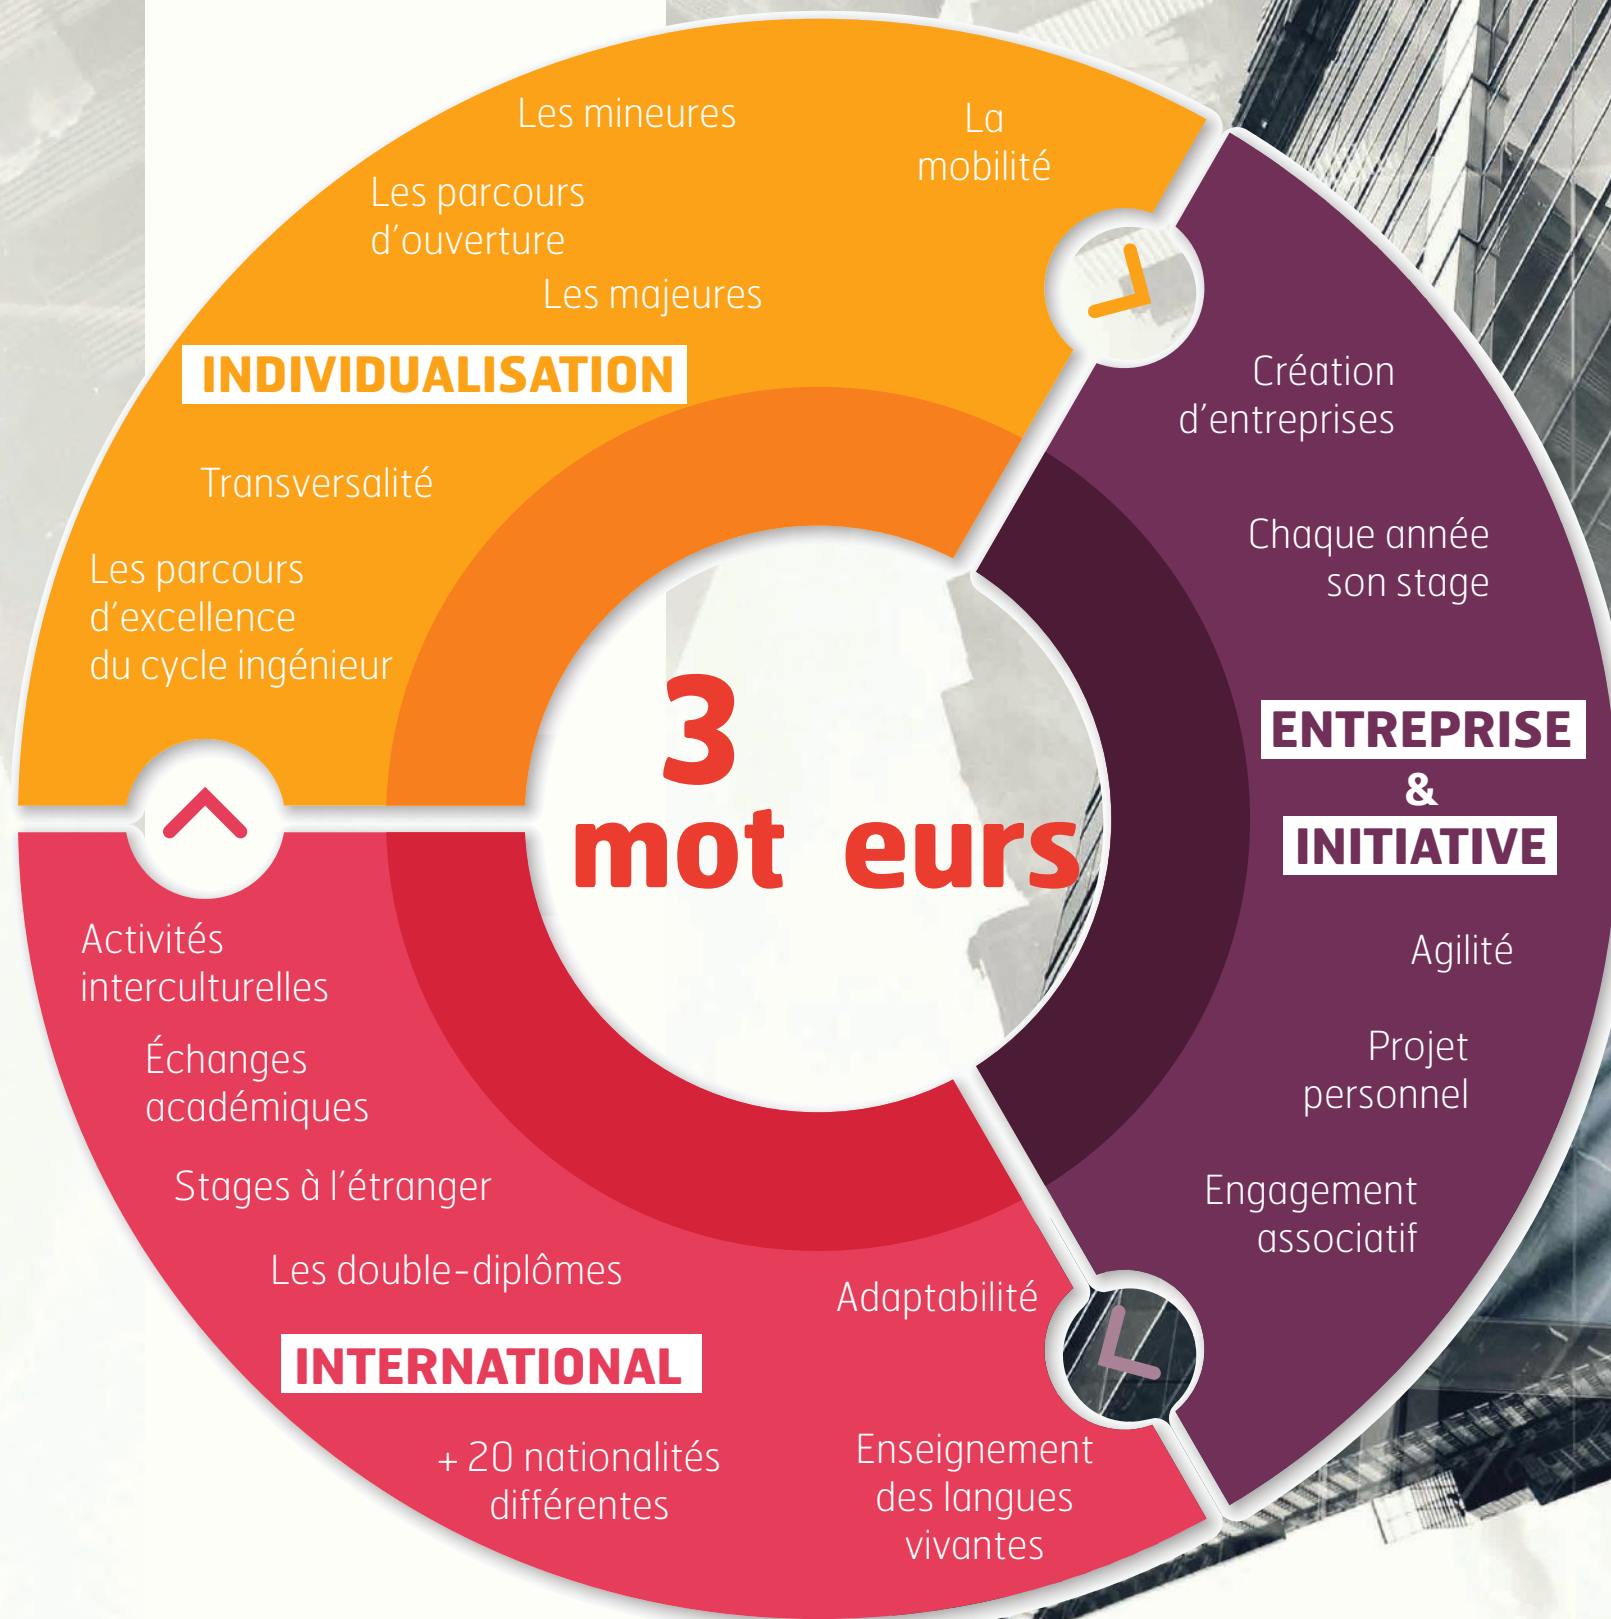 Les mineures
La
mobilité
Les parcours
d'ouverture
Les majeures
INDIVIDUALISATION
Transversalité
Les parcours
d'excellence
du cycle ingénieur
Création
d'entreprises
Chaque année
son stage
ENTREPRISE
&
INITIATIVE
Agilité
Projet
personnel
Engagement
associatif
3
mot eurs
Activités
interculturelles
Échanges
académiques
Stages à l'étranger
Les double-diplômes
INTERNATIONAL
+ 20 nationalités
différentes
Adaptabilité
Enseignement
des langues
vivantes